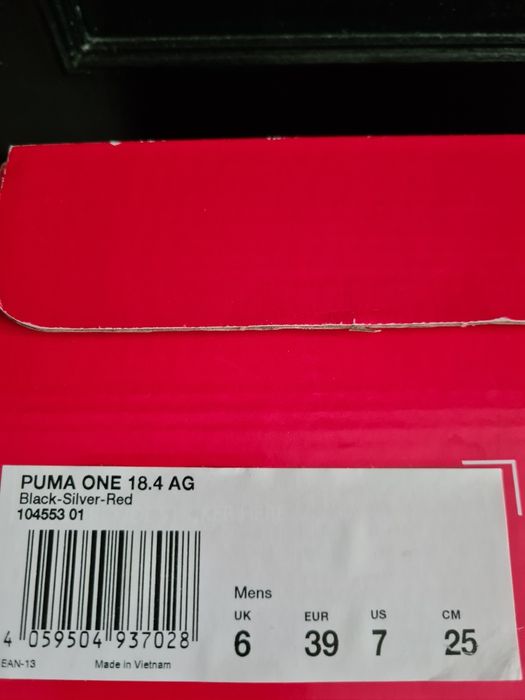 PUMA ONE 18.4 AG
Black-Silver-Red
104553 01
4 059504 937028
EAN-13 Made in Vietnam
Mens
UK EUR US CM
6 39 7 25